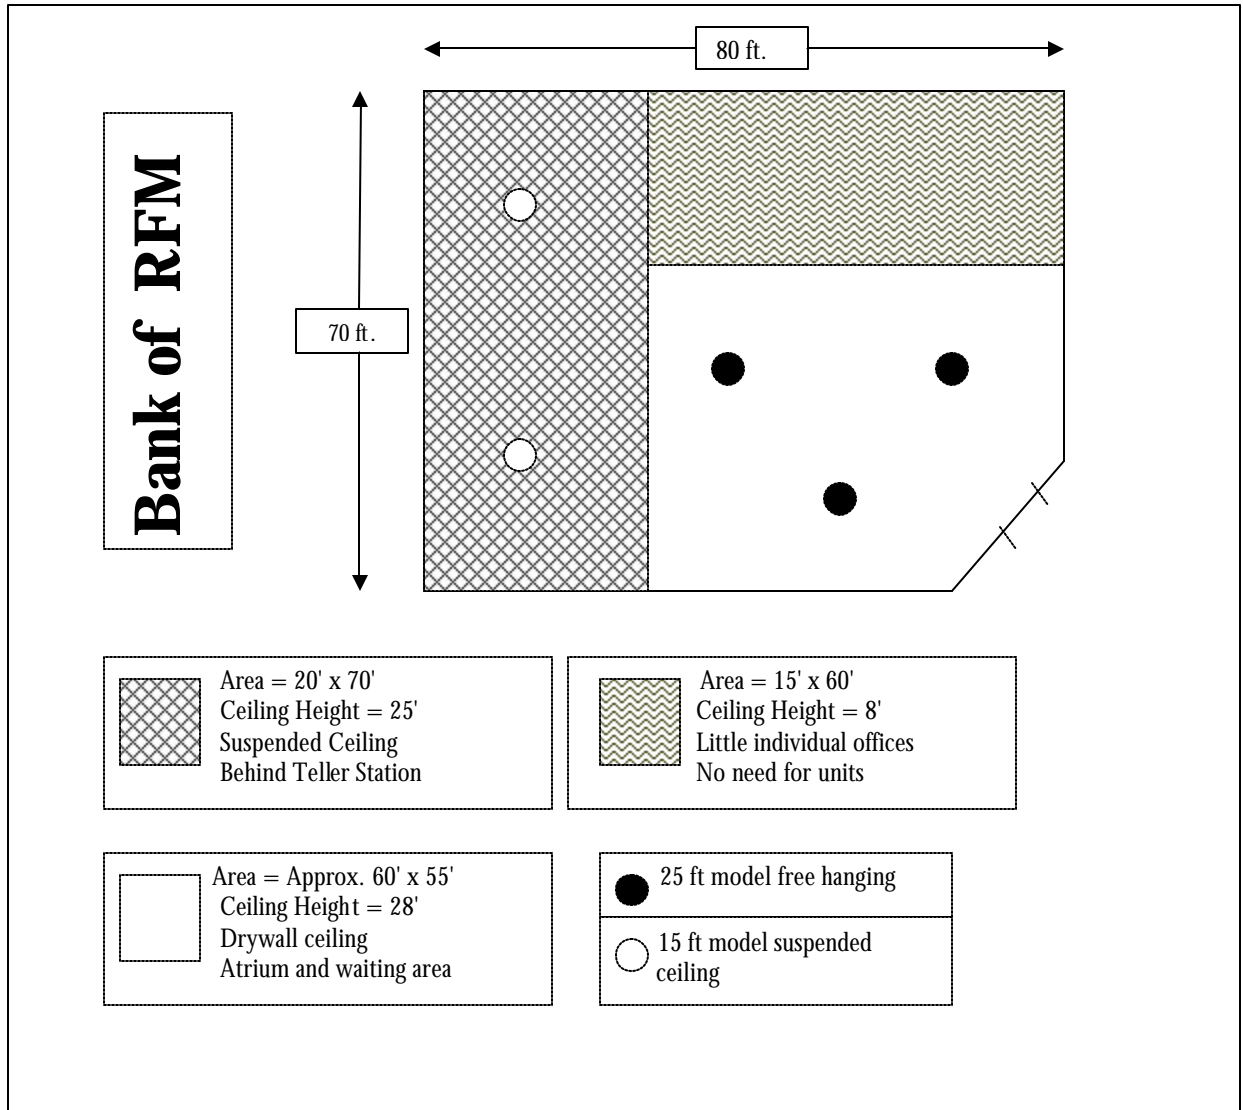 80 ft.
Bank of RFM
70 ft.
Area = 20' x 70'
Ceiling Height = 25'
Suspended Ceiling
Behind Teller Station
Area = 15' x 60'
Ceiling Height = 8'
Little individual offices
No need for units
Area = Approx. 60' x 55'
Ceiling Height = 28'
Drywall ceiling
Atrium and waiting area
25 ft model free hanging
15 ft model suspended
ceiling